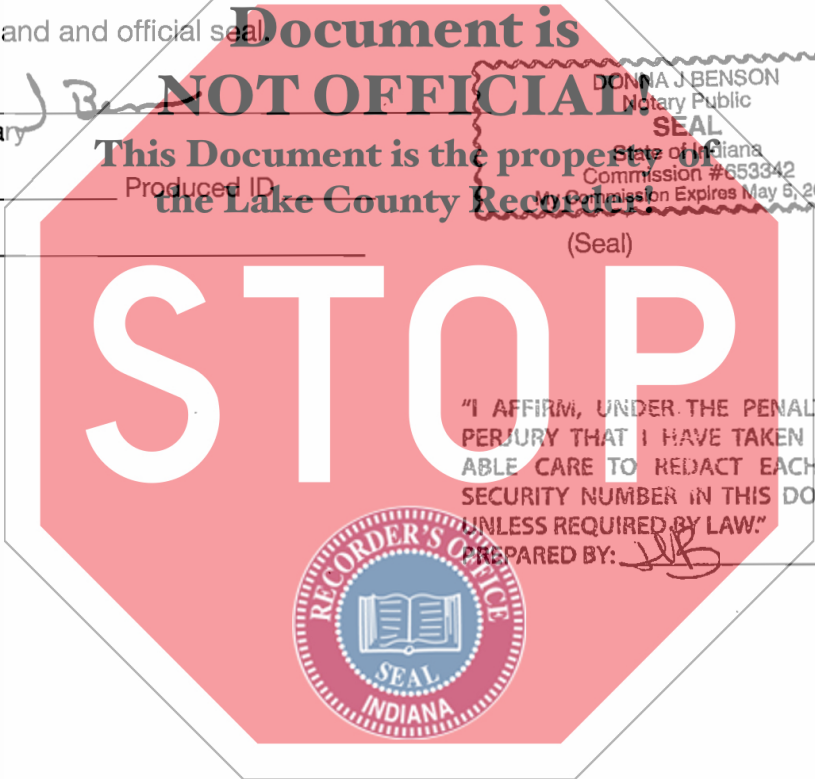 and and official seal.
Document is
NOT OFFICIAL!
This Document is the property of
the Lake County Recorder!
DONNA J BENSON
Notary Public
SEAL
State of Indiana
Commission #653342
My Commission Expires May 5, 20
Produced ID
(Seal)
STOP
"I AFFIRM, UNDER THE PENAL
PERJURY THAT I HAVE TAKEN
ABLE CARE TO REDACT EACH
SECURITY NUMBER IN THIS DO
UNLESS REQUIRED BY LAW."
PREPARED BY:
RECORDER'S OFFICE
SEAL
INDIANA